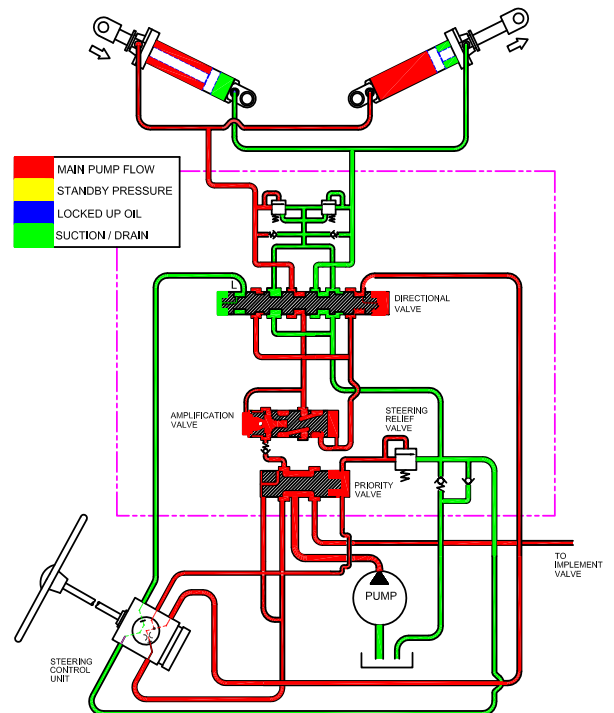 MAIN PUMP FLOW
STANDBY PRESSURE
LOCKED UP OIL
SUCTION / DRAIN
L
DIRECTIONAL
VALVE
AMPLIFICATION
VALVE
STEERING
RELIEF
VALVE
PRIORITY
VALVE
TO
IMPLEMENT
VALVE
PUMP
STEERING
CONTROL
UNIT